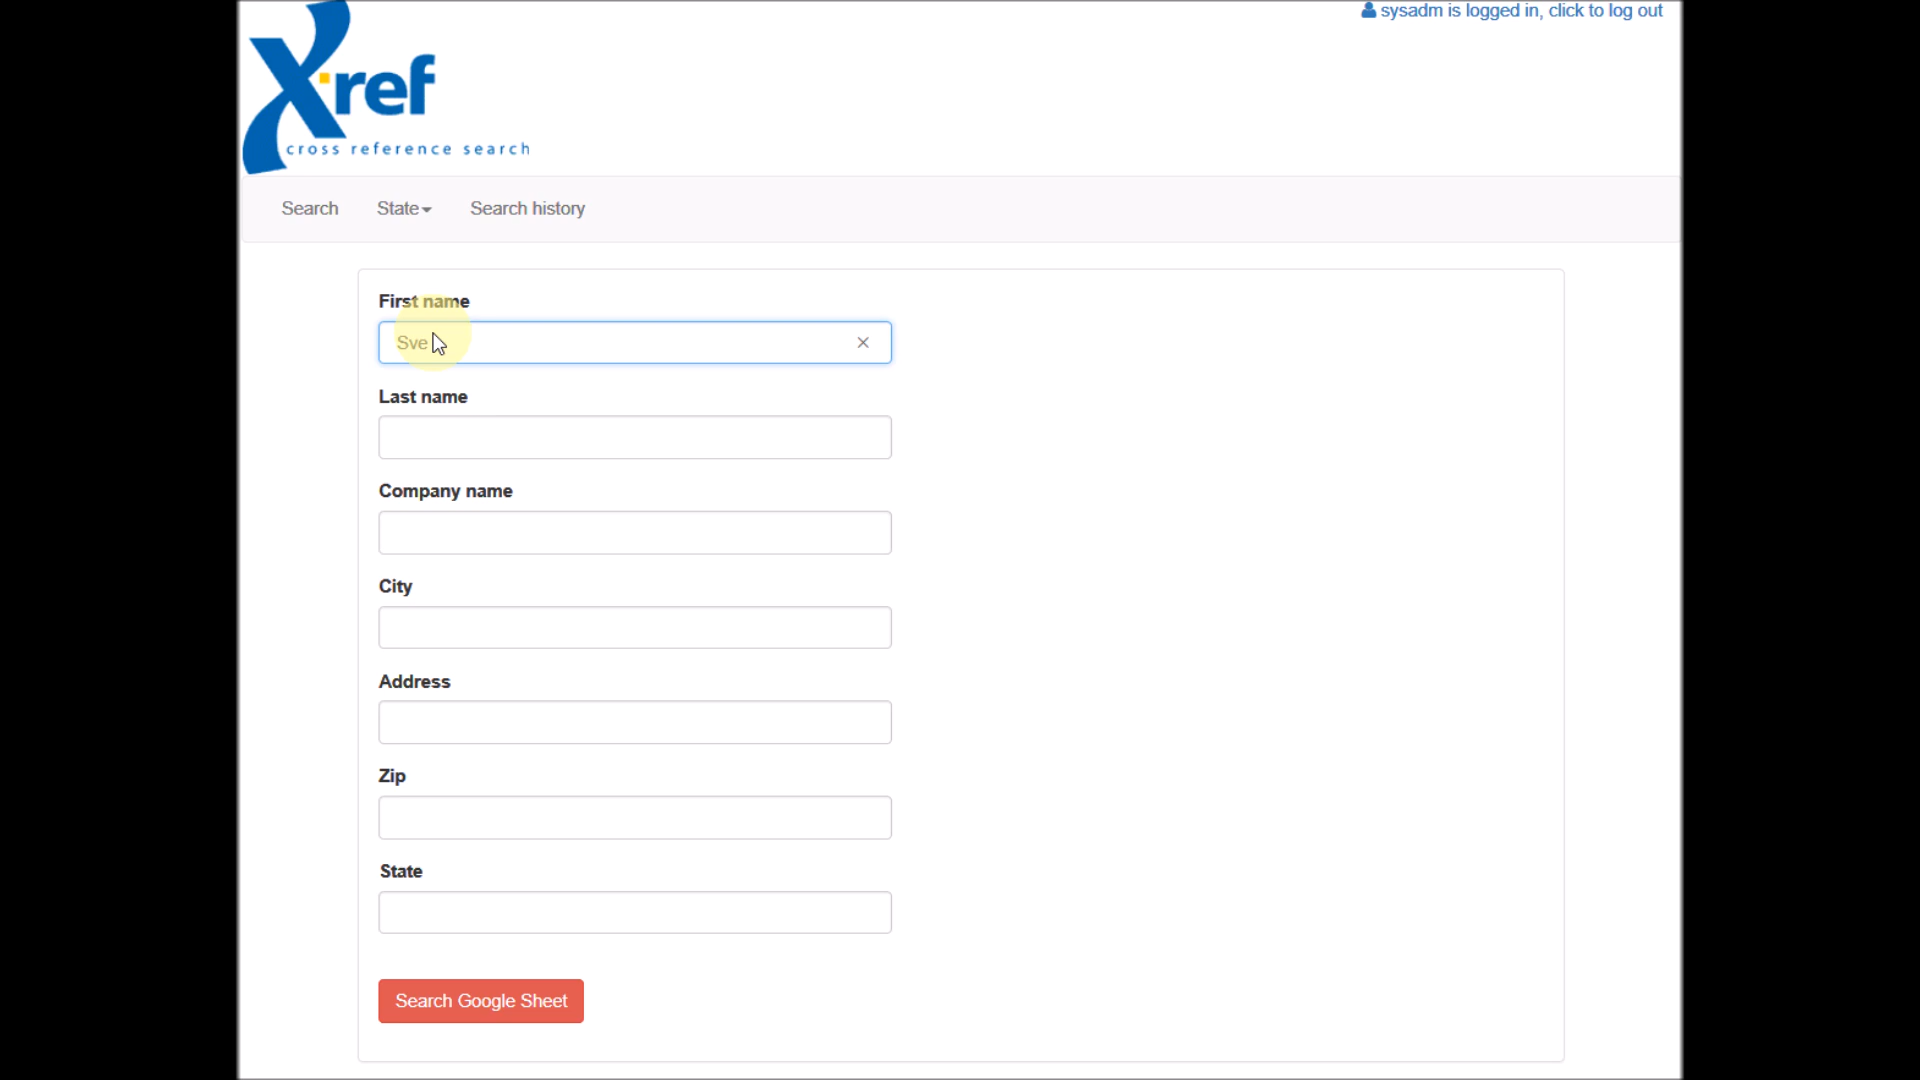 sysadm is logged in, click to log out
X·ref
cross reference search
Search State Search history
First name
Sve
Last name
Company name
City
Address
Zip
State
Search Google Sheet